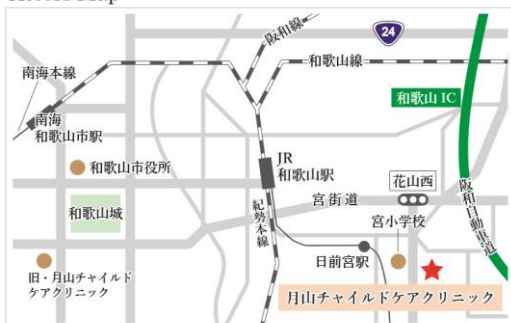 Access Map
阪和線
24
南海本線
和歌山線
和歌山 IC
南海
和歌山市駅
和歌山市役所
JR
和歌山駅
花山西
宮街道
阪和自動車道
和歌山城
紀勢本線
宮小学校
日前宮駅
旧・月山チャイルド
ケアクリニック
月山チャイルドケアクリニック